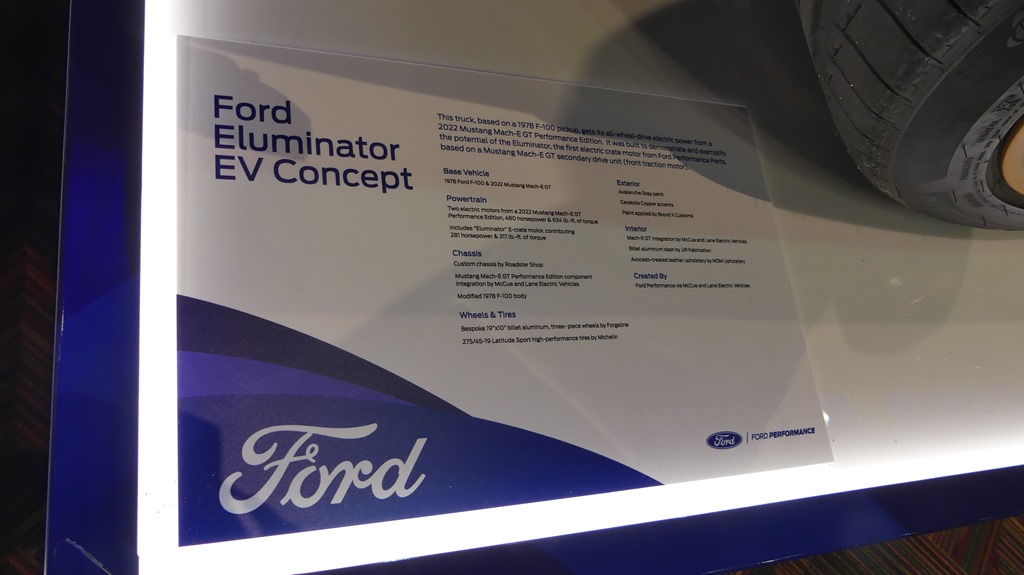 Ford
Eluminator
EV Concept
This truck, based on a 1978 F-100 pickup, gets its all-wheel-drive electric power from a
2022 Mustang Mach-E GT Performance Edition. It was built to demonstrate and exemplify
the potential of the Eluminator, the first electric crate motor from Ford Performance Parts,
based on a Mustang Mach-E GT secondary drive unit (front traction motor).
Base Vehicle
1978 Ford F-100 & 2022 Mustang Mach-E GT
Powertrain
Two electric motors from a 2022 Mustang Mach-E GT
Performance Edition, 480 horsepower & 634 lb.-ft. of torque
Includes "Eluminator" E-crate motor, contributing
281 horsepower & 317 lb.-ft. of torque
Chassis
Custom chassis by Roadster Shop
Mustang Mach-E GT Performance Edition component
integration by McCue and Lane Electric Vehicles
Modified 1978 F-100 body
Wheels & Tires
Bespoke 19"x10" billet aluminum, three- piece wheels by Forgeline
275/45-19 Latitude Sport high-performance tires by Michelin
Exterior
Avalanche Gray paint
Cerakote Copper accents
Paint applied by Brand X Customs.
Interior
Mach-E GT integration by McCue and Lane Electric Vehicles
Billet aluminum dash by JJR Fabrication
Avocado-treated leather upholstery by MDM Upholstery
Created By
Ford Performance via McCue and Lane Electric Vehicles
Ford
Ford | FORD PERFORMANCE